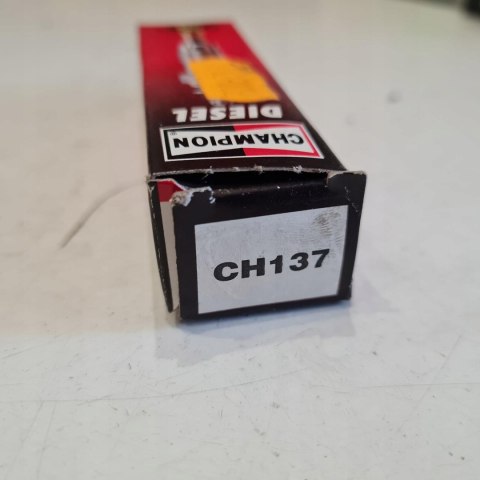 DIESEL
CHAMPION
®
CH137